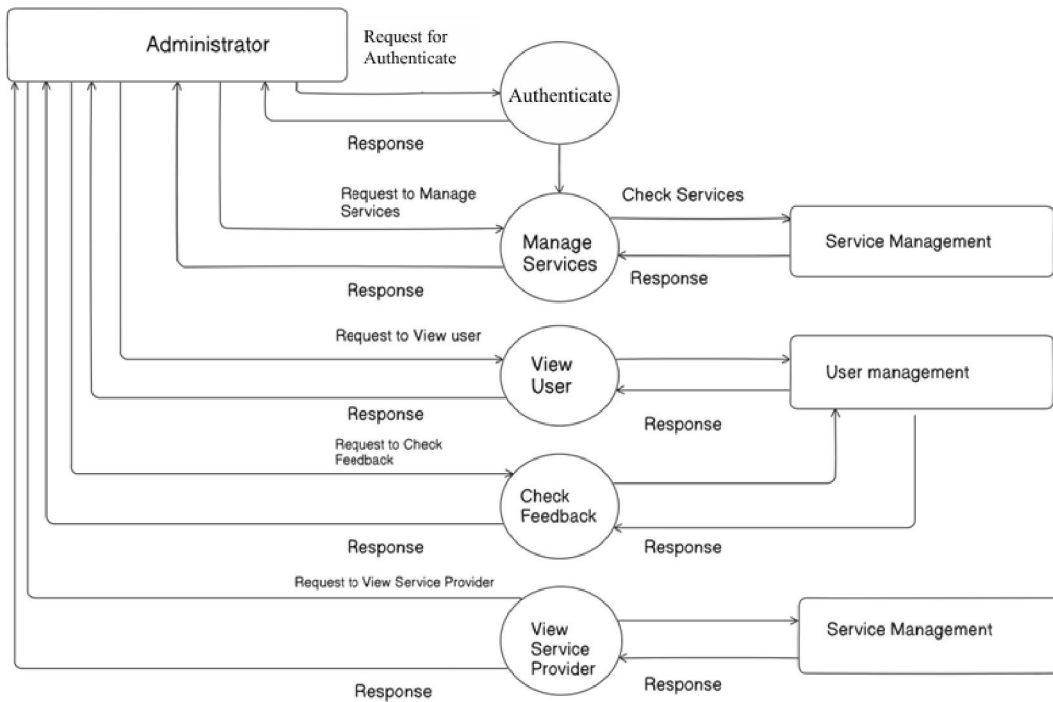 Administrator
Request for
Authenticate
Authenticate
Response
Request to Manage
Services
Check Services
Manage
Services
Service Management
Response
Response
Request to View user
View
User
User management
Response
Response
Request to Check
Feedback
Check
Feedback
Response
Response
Request to View Service Provider
View
Service
Provider
Service Management
Response
Response